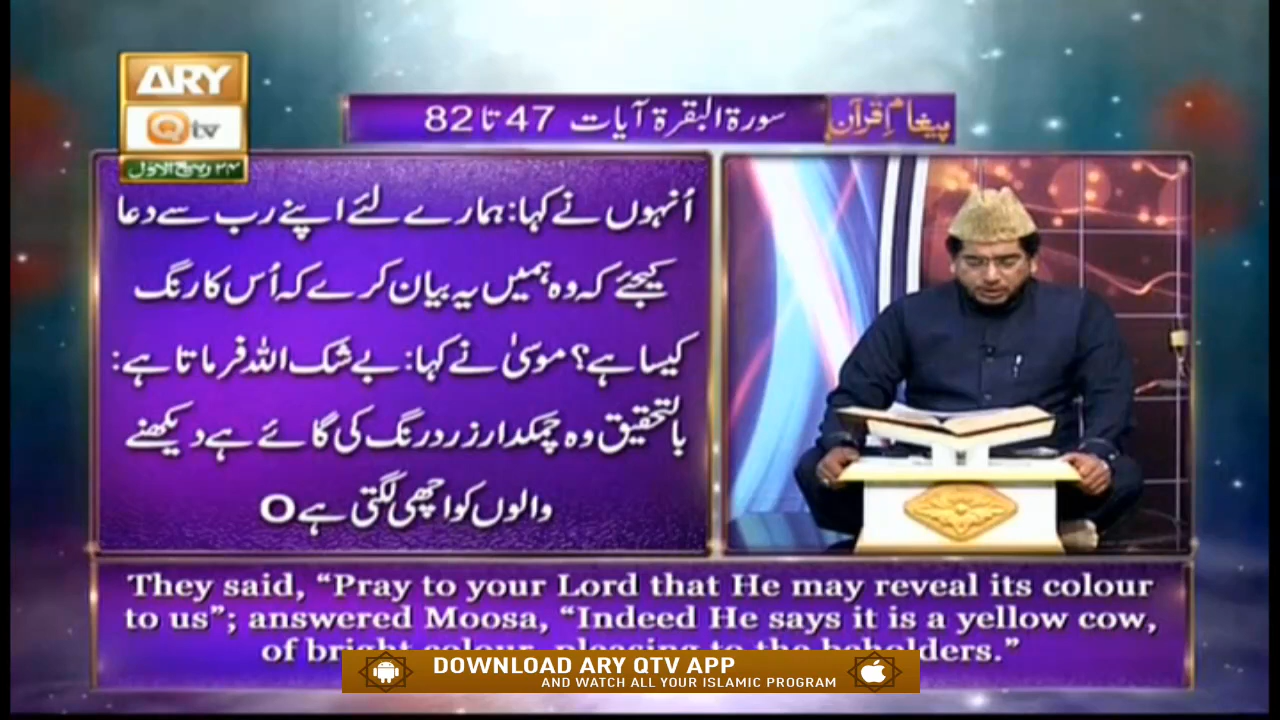 ARY
Qtv
۲۴ ربیع الاول
پیغامِ قرآن
سورۃ البقرۃ آیات 47 تا 82
اُنہوں نے کہا: ہمارے لئے اپنے رب سے دعا
کیجئے کہ وہ ہمیں یہ بیان کرے کہ اُس کا رنگ
کیسا ہے؟ موسیٰ نے کہا: بے شک اللہ فرماتا ہے:
بالتحقیق وہ چمکدار زرد رنگ کی گائے ہے دیکھنے
والوں کو اچھی لگتی ہے O
They said, “Pray to your Lord that He may reveal its colour
to us”; answered Moosa, “Indeed He says it is a yellow cow,
of bright colour, pleasing to the beholders.”
DOWNLOAD ARY QTV APP
AND WATCH ALL YOUR ISLAMIC PROGRAM